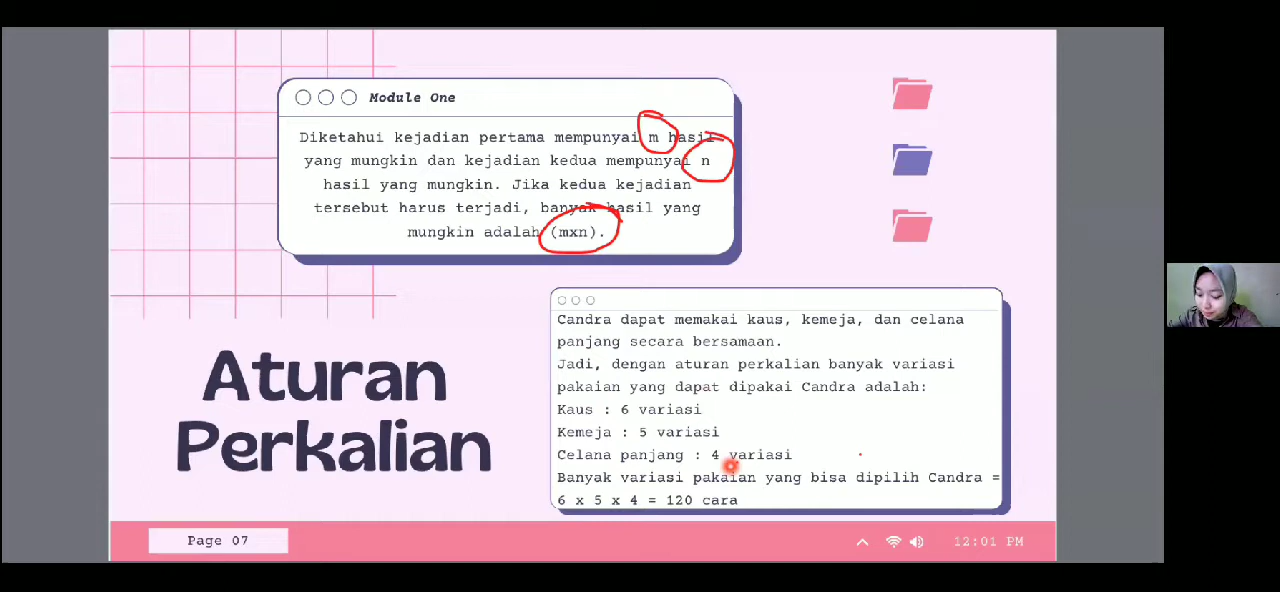 Module One
Diketahui kejadian pertama mempunyai m hasil
yang mungkin dan kejadian kedua mempunyai n
hasil yang mungkin. Jika kedua kejadian
tersebut harus terjadi, banyak hasil yang
mungkin adalah (mxn).
Aturan
Perkalian
Candra dapat memakai kaus, kemeja, dan celana
panjang secara bersamaan.
Jadi, dengan aturan perkalian banyak variasi
pakaian yang dapat dipakai Candra adalah:
Kaus : 6 variasi
Kemeja : 5 variasi
Celana panjang : 4 variasi
Banyak variasi pakaian yang bisa dipilih Candra =
6 x 5 x 4 = 120 cara
Page 07
12:01 PM